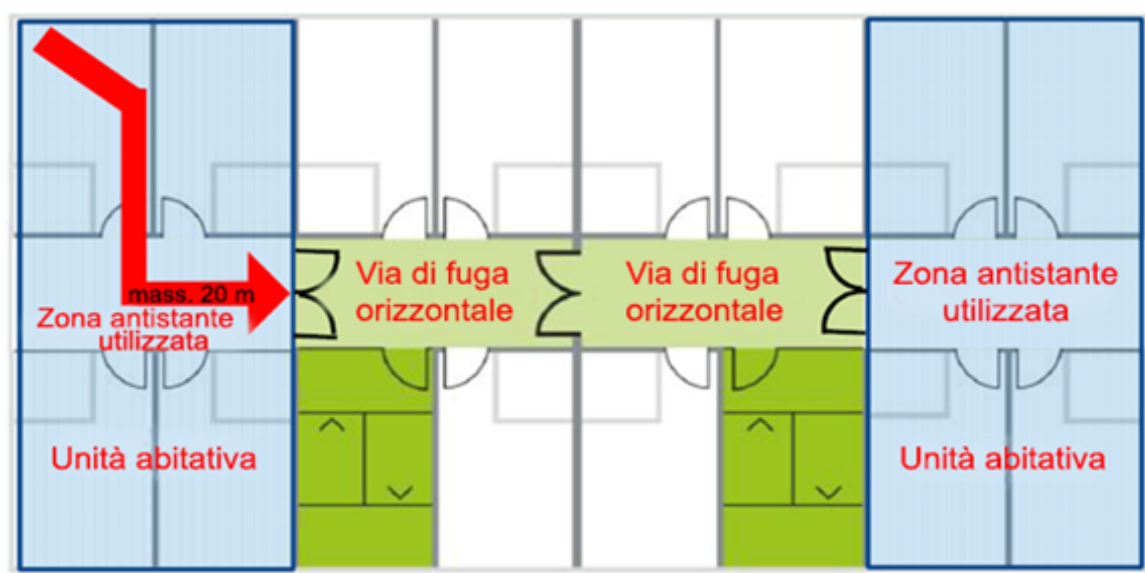 mass. 20 m
Zona antistante
utilizzata
Via di fuga
orizzontale
Via di fuga
orizzontale
Zona antistante
utilizzata
Unità abitativa
Unità abitativa